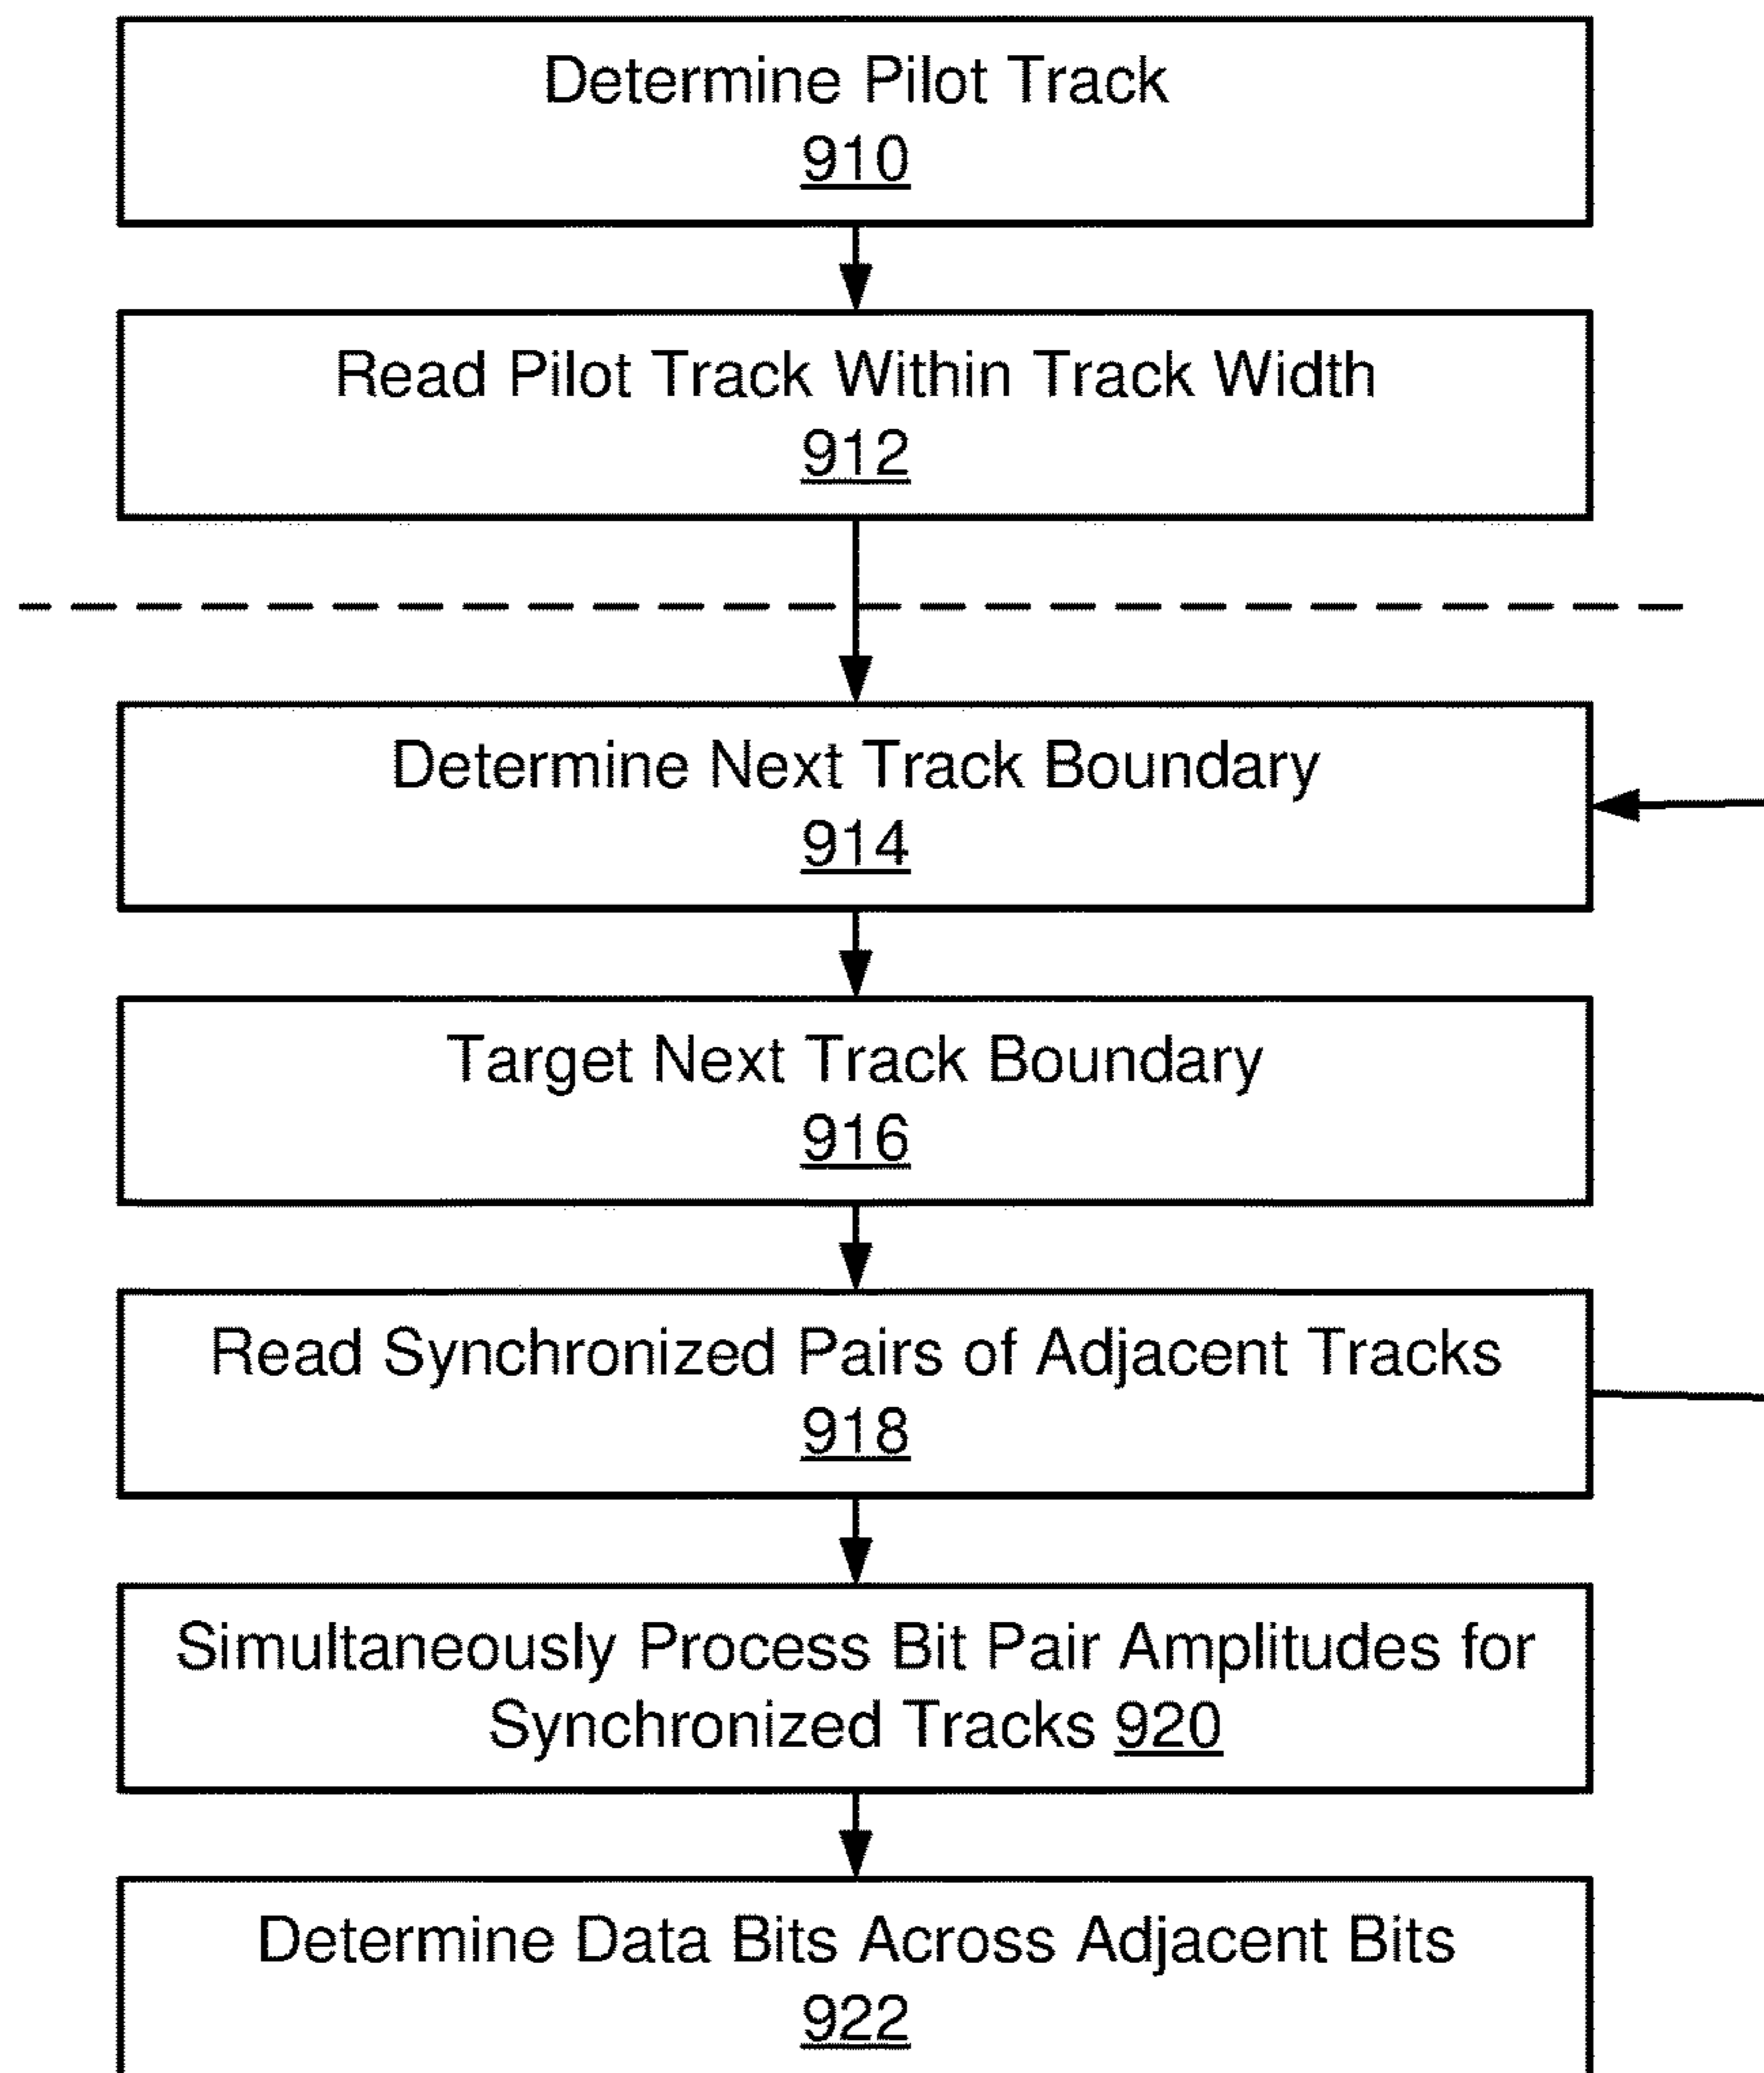 Determine Pilot Track
910
Read Pilot Track Within Track Width
912
Determine Next Track Boundary
914
Target Next Track Boundary
916
Read Synchronized Pairs of Adjacent Tracks
918
Simultaneously Process Bit Pair Amplitudes for
Synchronized Tracks 920
Determine Data Bits Across Adjacent Bits
922